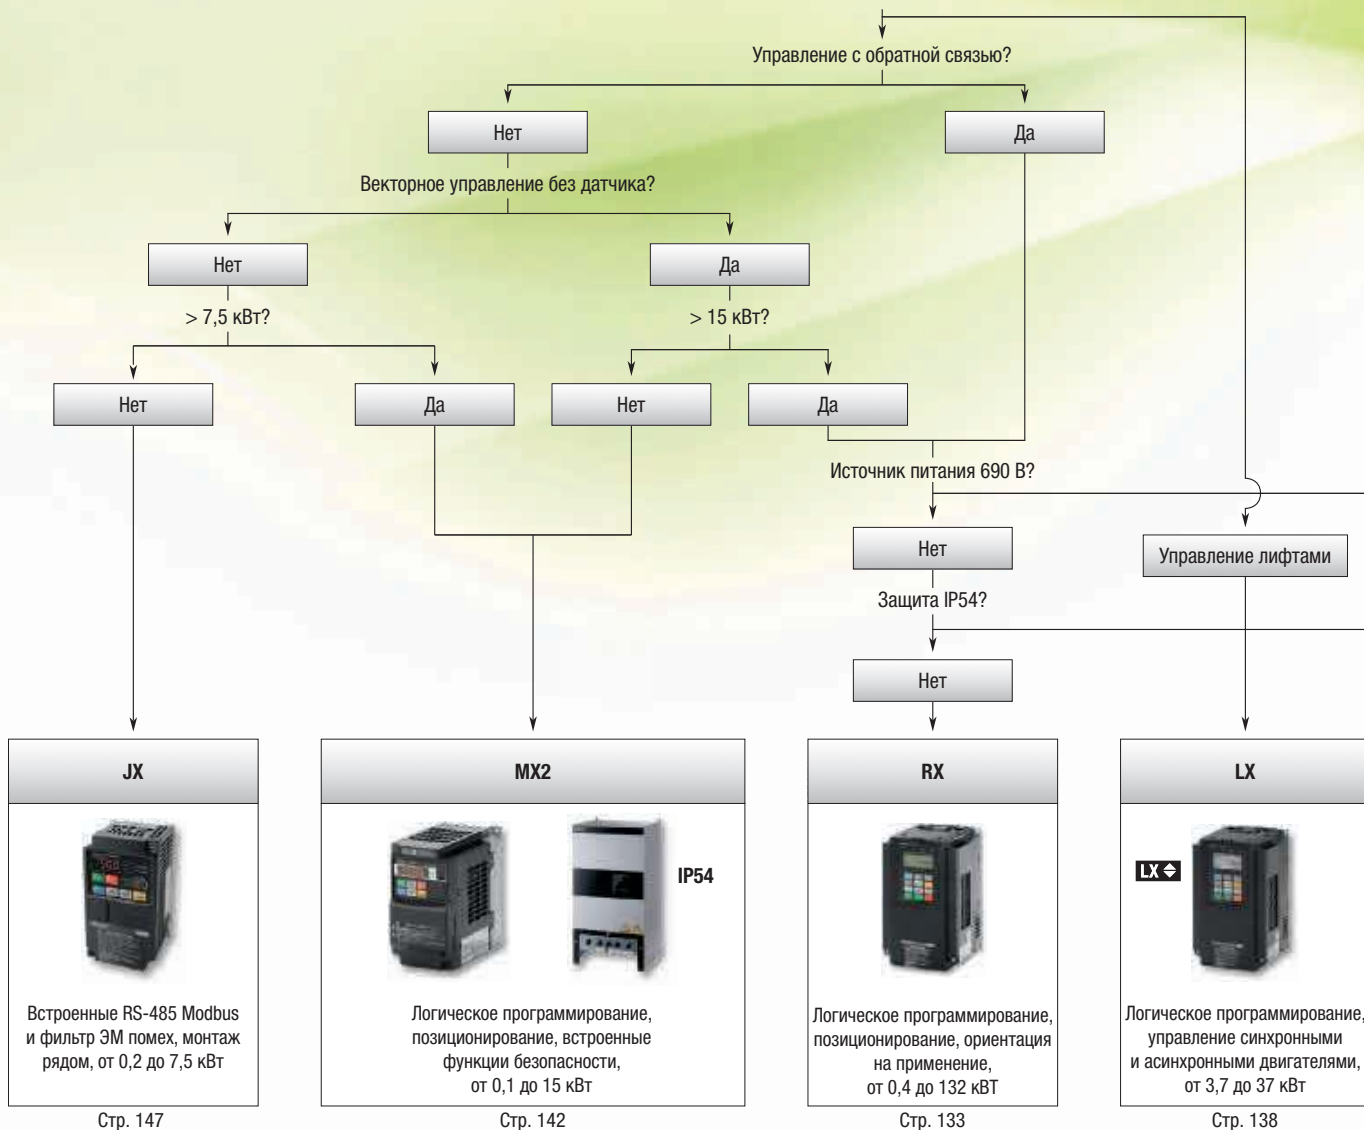 Управление с обратной связью?
Нет
Да
Векторное управление без датчика?
Нет
Да
> 7,5 кВт?
> 15 кВт?
Нет
Да
Нет
Да
Источник питания 690 В?
Нет
Управление лифтами
Защита IP54?
Нет
JX
MX2
RX
LX
IP54
LX
Встроенные RS-485 Modbus
и фильтр ЭМ помех, монтаж
рядом, от 0,2 до 7,5 кВт
Логическое программирование,
позиционирование, встроенные
функции безопасности,
от 0,1 до 15 кВт
Логическое программирование,
позиционирование, ориентация
на применение,
от 0,4 до 132 кВТ
Логическое программирование,
управление синхронными
и асинхронными двигателями,
от 3,7 до 37 кВт
Стр. 147
Стр. 142
Стр. 133
Стр. 138